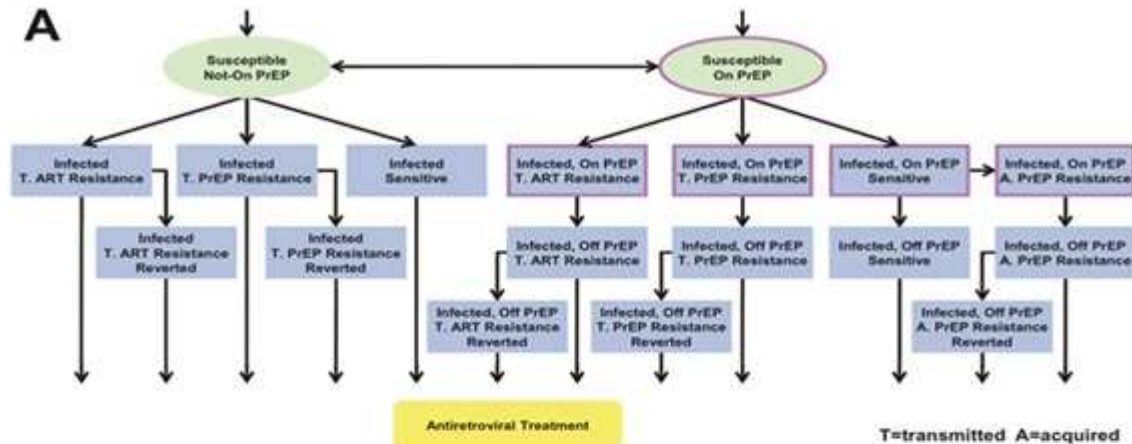 A
Susceptible
Not-On PrEP
Susceptible
On PrEP
Infected
T. ART Resistance
Infected
T. PrEP Resistance
Infected
Sensitive
Infected, On PrEP
T. ART Resistance
Infected, On PrEP
T. PrEP Resistance
Infected, On PrEP
Sensitive
Infected, On PrEP
A. PrEP Resistance
Infected
T. ART Resistance
Reverted
Infected
T. PrEP Resistance
Reverted
Infected, Off PrEP
T. ART Resistance
Infected, Off PrEP
T. PrEP Resistance
Infected, Off PrEP
Sensitive
Infected, Off PrEP
A. PrEP Resistance
Infected, Off PrEP
T. ART Resistance
Reverted
Infected, Off PrEP
T. PrEP Resistance
Reverted
Infected, Off PrEP
A. PrEP Resistance
Reverted
Antiretroviral Treatment
T=transmitted A=acquired